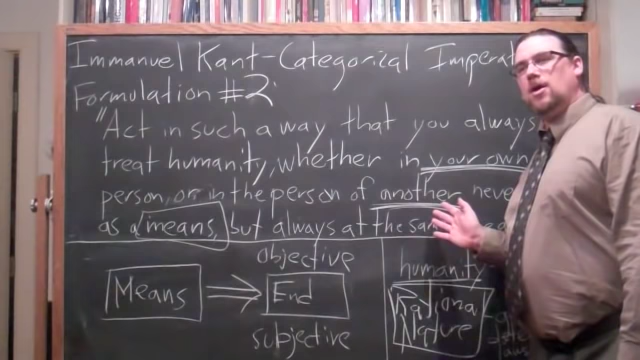 Immanuel Kant-Categorical Imperat
Formulation #2
"Act in such a way that you always
treat humanity, whether in your own
person, or in the person of another neve
as a means, but always at the sam
objective
Means ⇒ End
subjective
humanity
Rational
Nature